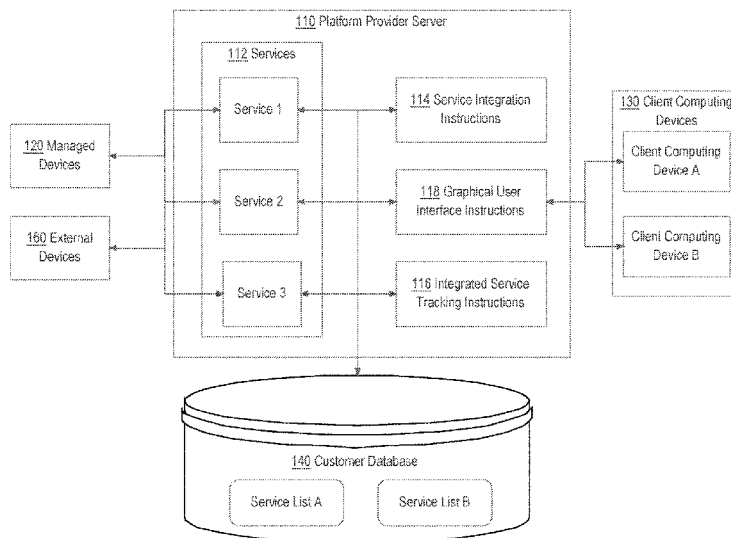 110 Platform Provider Server
112 Services
Service 1
114 Service Integration
Instructions
130 Client Computing
Devices
120 Managed
Devices
Client Computing
Device A
Service 2
118 Graphical User
Interface Instructions
160 External
Devices
Client Computing
Device B
Service 3
116 Integrated Service
Tracking Instructions
140 Customer Database
Service List A
Service List B